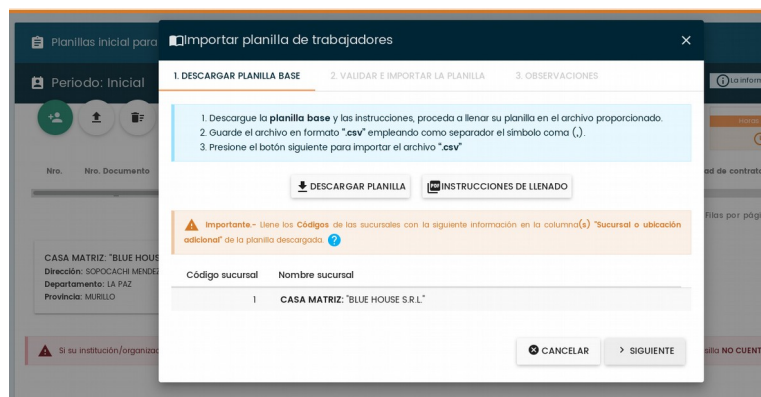 Planillas inicial para
Importar planilla de trabajadores
Periodo: Inicial
1. DESCARGAR PLANILLA BASE
2. VALIDAR E IMPORTAR LA PLANILLA
3. OBSERVACIONES
La inform
1. Descargue la planilla base y las instrucciones, proceda a llenar su planilla en el archivo proporcionado.
2. Guarde el archivo en formato ".csv" empleando como separador el símbolo coma (,).
3. Presione el botón siguiente para importar el archivo ".csv"
Nro.
Nro. Documento
ad de contrato
DESCARGAR PLANILLA
PDF
INSTRUCCIONES DE LLENADO
Filas por pági
Importante.- Llene los Códigos de las sucursales con la siguiente información en la columna(s) "Sucursal o ubicación
adicional" de la planilla descargada.
CASA MATRIZ: "BLUE HOUS
Dirección: SOPOCACHI MENDEZ
Departamento: LA PAZ
Provincia: MURILLO
Código sucursal
Nombre sucursal
1
CASA MATRIZ: "BLUE HOUSE S.R.L."
Si su institución/organizac
CANCELAR
SIGUIENTE
silla NO CUENT